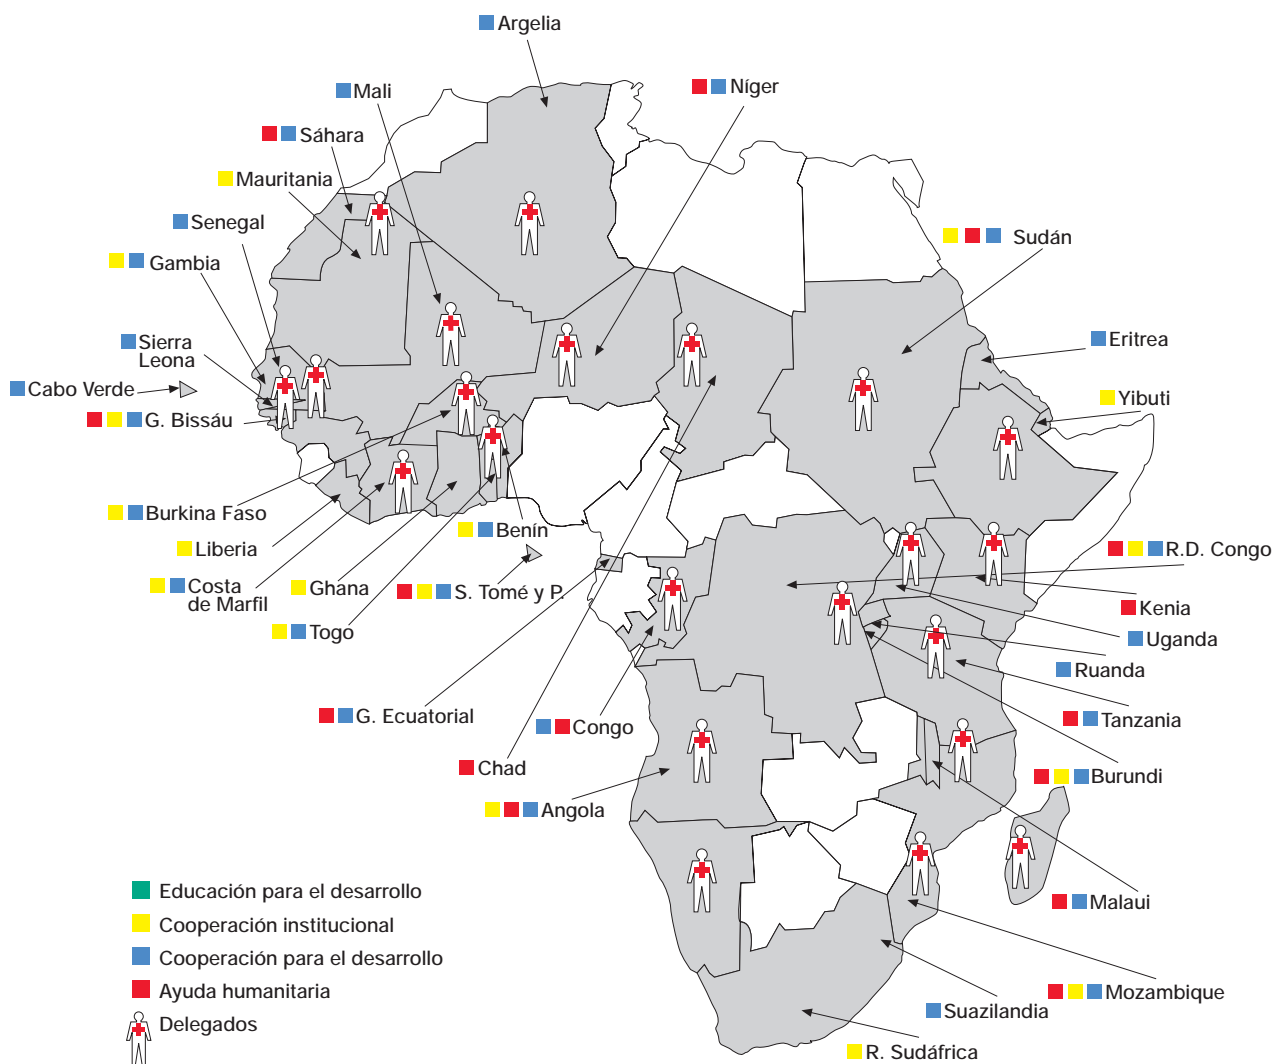 Argelia
Mali
Níger
Sáhara
Mauritania
Senegal
Sudán
Gambia
Sierra
Leona
Eritrea
Cabo Verde
Yibuti
G. Bissáu
Burkina Faso
Benín
Liberia
R.D. Congo
Costa
de Marfil
Ghana
S. Tomé y P.
Kenia
Togo
Uganda
Ruanda
G. Ecuatorial
Congo
Tanzania
Chad
Burundi
Angola
Educación para el desarrollo
Malaui
Cooperación institucional
Cooperación para el desarrollo
Ayuda humanitaria
Mozambique
Suazilandia
Delegados
R. Sudáfrica